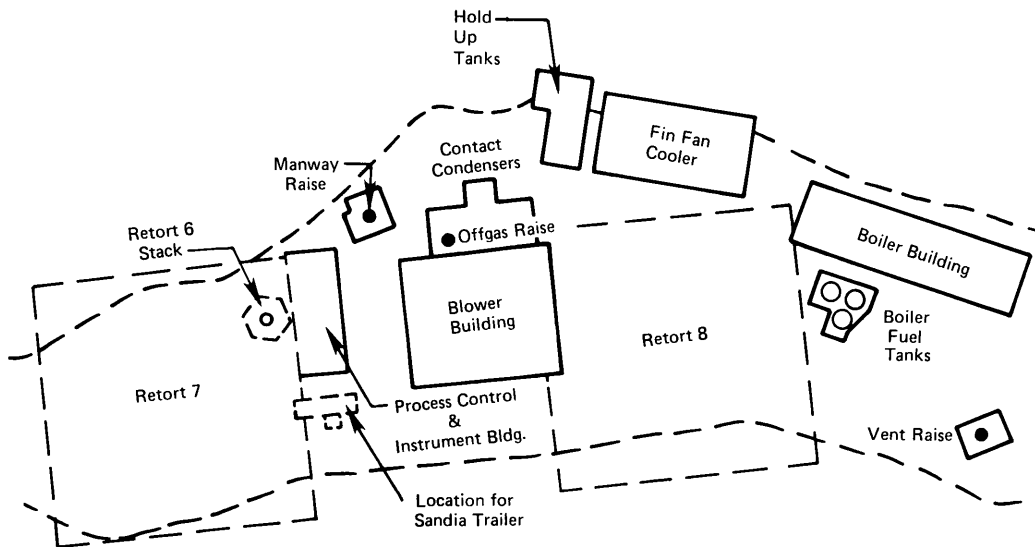 Hold
Up
Tanks
Fin Fan
Cooler
Contact
Condensers
Manway
Raise
Retort 6
Stack
Offgas Raise
Boiler Building
Blower
Building
Retort 8
Boiler
Fuel
Tanks
Retort 7
Process Control
&
Instrument Bldg.
Vent Raise
Location for
Sandia Trailer